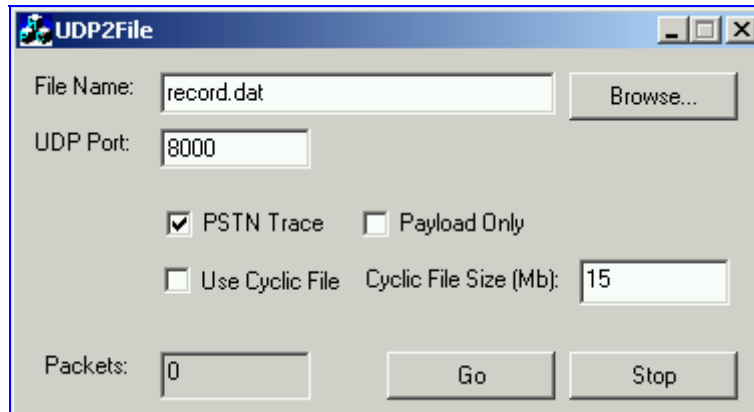 UDP2File
File Name: record.dat Browse...
UDP Port: 8000
PSTN Trace Payload Only
Use Cyclic File Cyclic File Size (Mb): 15
Packets: 0 Go Stop